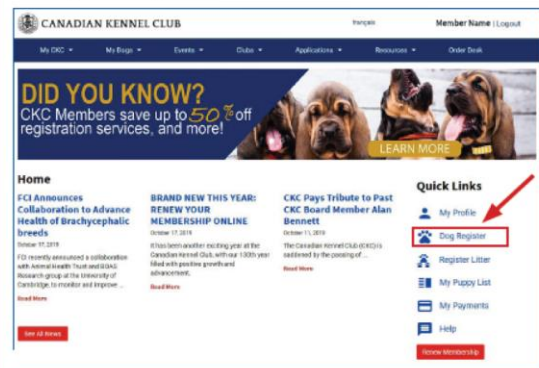 CANADIAN KENNEL CLUB
français
Member Name | Logout
My CKC
My Dogs
Events
Clubs
Applications
Resources
Order Desk
DID YOU KNOW?
CKC Members save up to 50% off
registration services, and more!
LEARN MORE
Home
FCI Announces
Collaboration to Advance
Health of Brachycephalic
breeds
October 17, 2019
FCI recently announced a collaboration
with Animal Health Trust and BOAS
Research group at the University of
Cambridge, to monitor and improve ...
Read More
BRAND NEW THIS YEAR:
RENEW YOUR
MEMBERSHIP ONLINE
October 17, 2019
It has been another exciting year at the
Canadian Kennel Club, with our 130th year
filled with positive growth and
advancement.
Read More
CKC Pays Tribute to Past
CKC Board Member Alan
Bennett
October 11, 2019
The Canadian Kennel Club (CKC) is
saddened by the passing of ...
Read More
See All News
Quick Links
My Profile
Dog Register
Register Litter
My Puppy List
My Payments
Help
Renew Membership